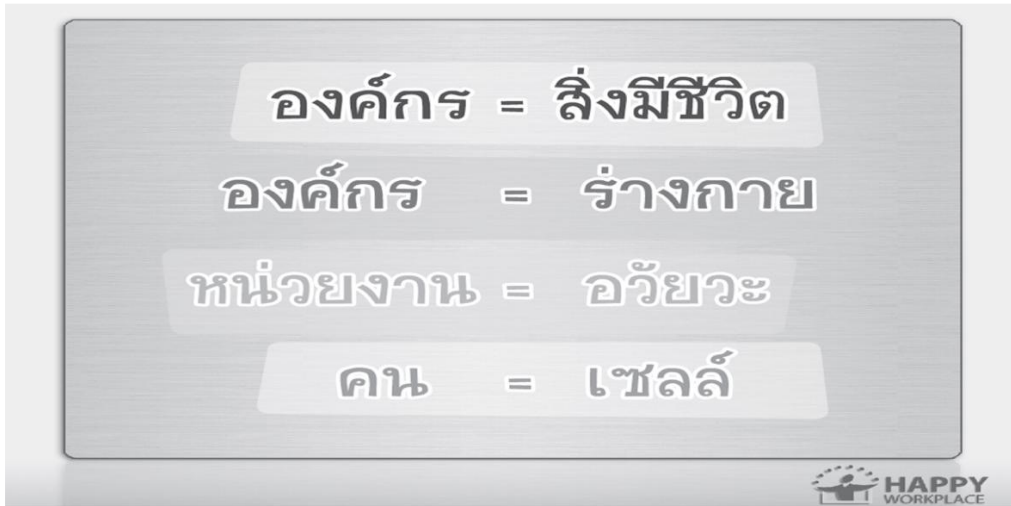 องค์กร = สิ่งมีชีวิต
องค์กร = ร่างกาย
หน่วยงาน = อวัยวะ
คน = เซลล์
HAPPY
WORKPLACE